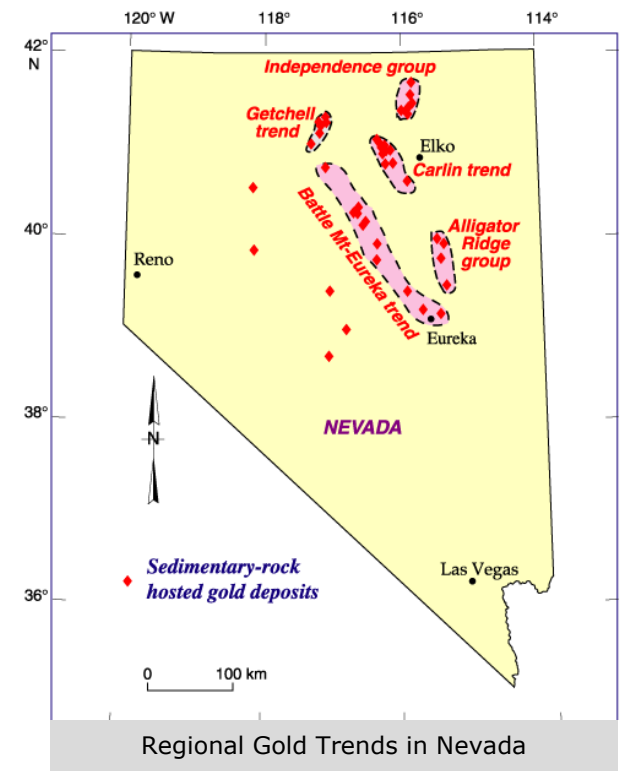 120° W
118°
116°
114°
42°
N
Independence group
Getchell
trend
Elko
Carlin trend
Battle Mt-Eureka trend
40°
Alligator
Ridge
group
Reno
Eureka
38°
N
NEVADA
Las Vegas
Sedimentary-rock
hosted gold deposits
36°
0
100 km
Regional Gold Trends in Nevada